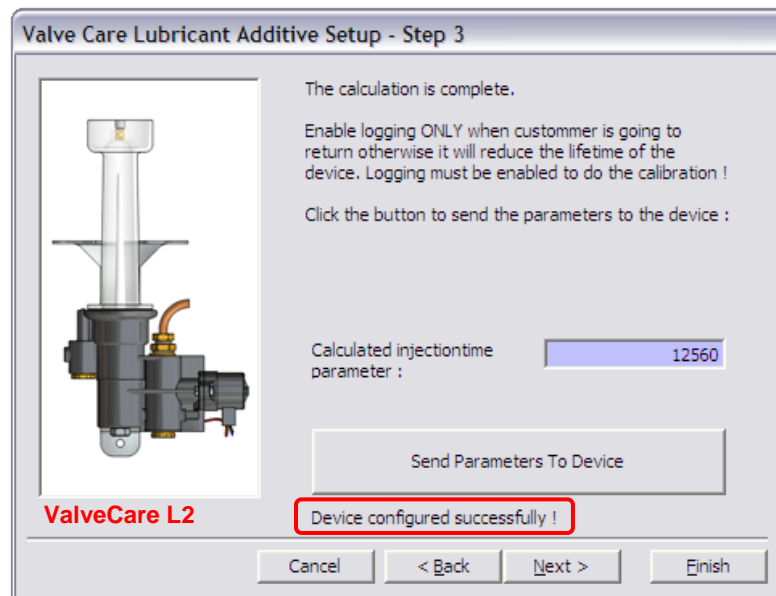 Valve Care Lubricant Additive Setup - Step 3
The calculation is complete.
Enable logging ONLY when custommer is going to
return otherwise it will reduce the lifetime of the
device. Logging must be enabled to do the calibration !
Click the button to send the parameters to the device :
Calculated injectiontime
parameter :
12560
Send Parameters To Device
ValveCare L2
Device configured successfully !
Cancel
< Back
Next >
Finish